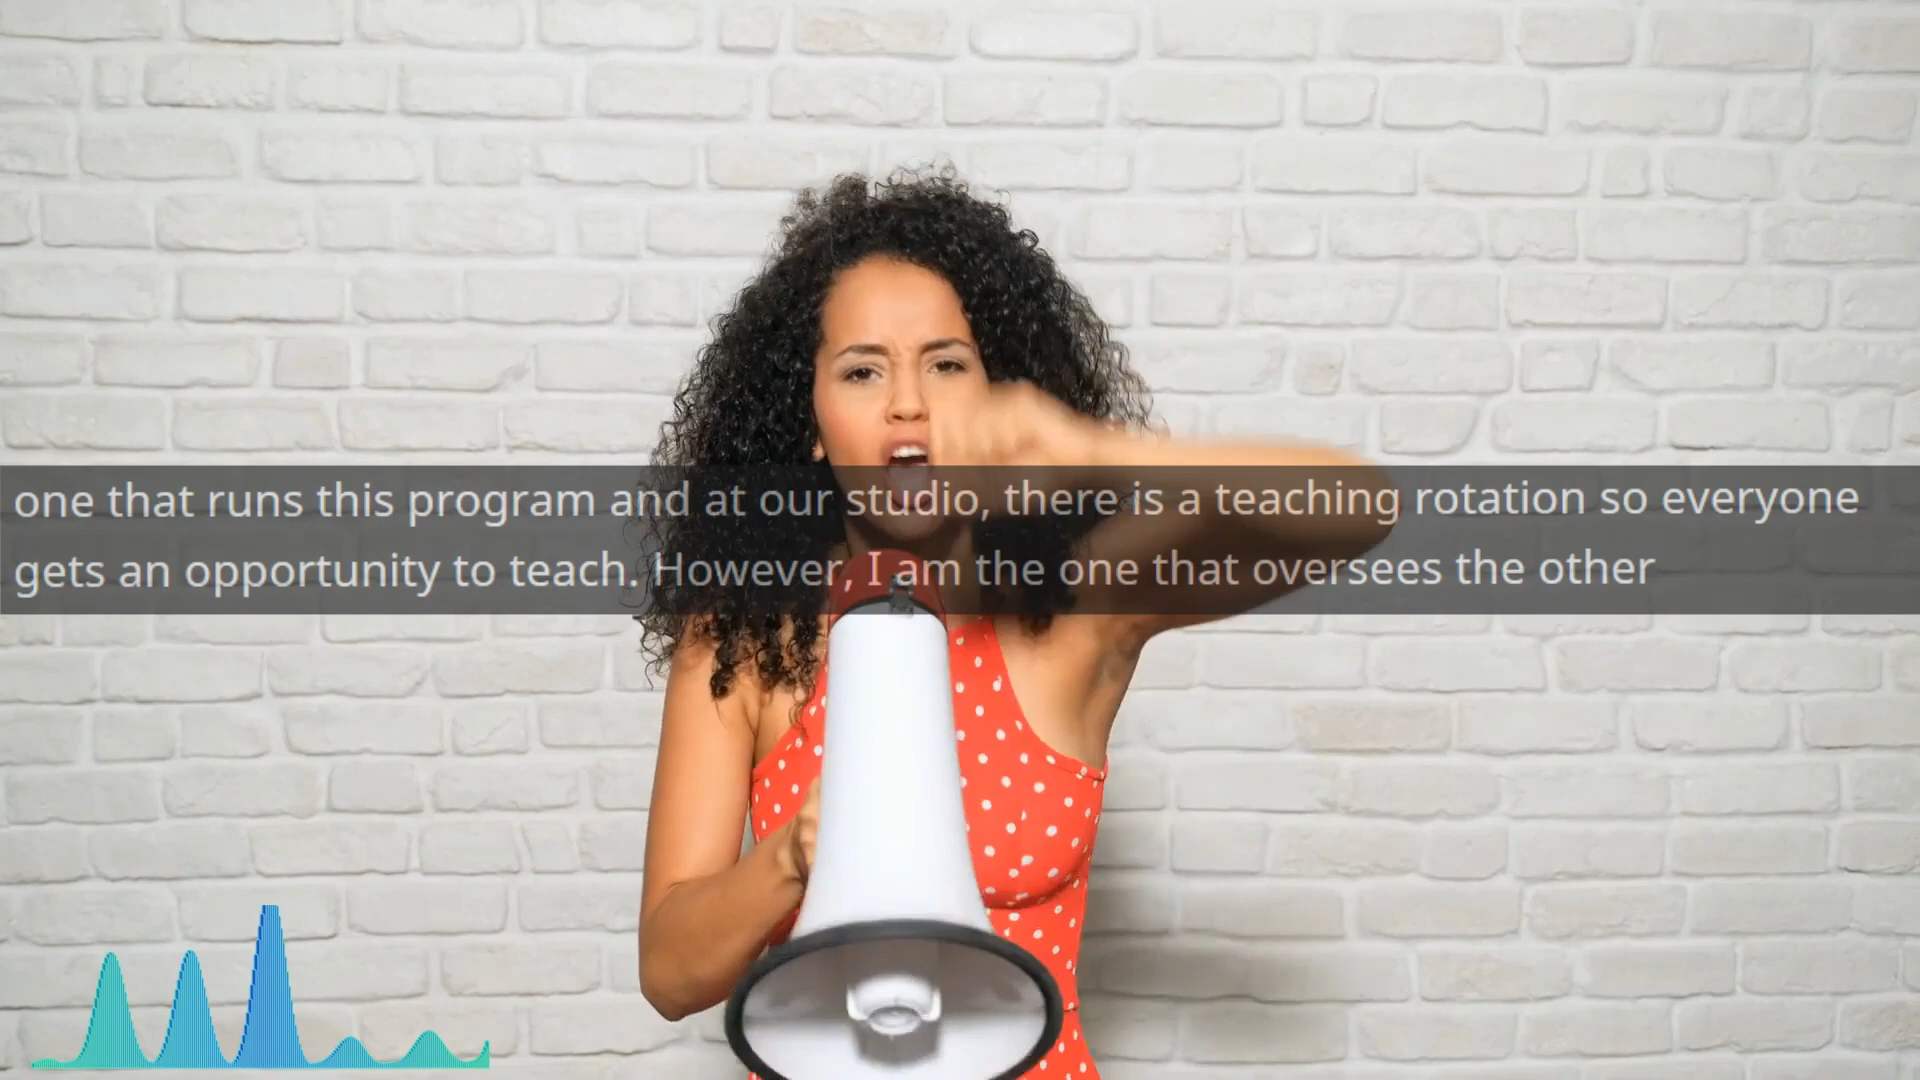 one that runs this program and at our studio, there is a teaching rotation so everyone
gets an opportunity to teach. However, I am the one that oversees the other